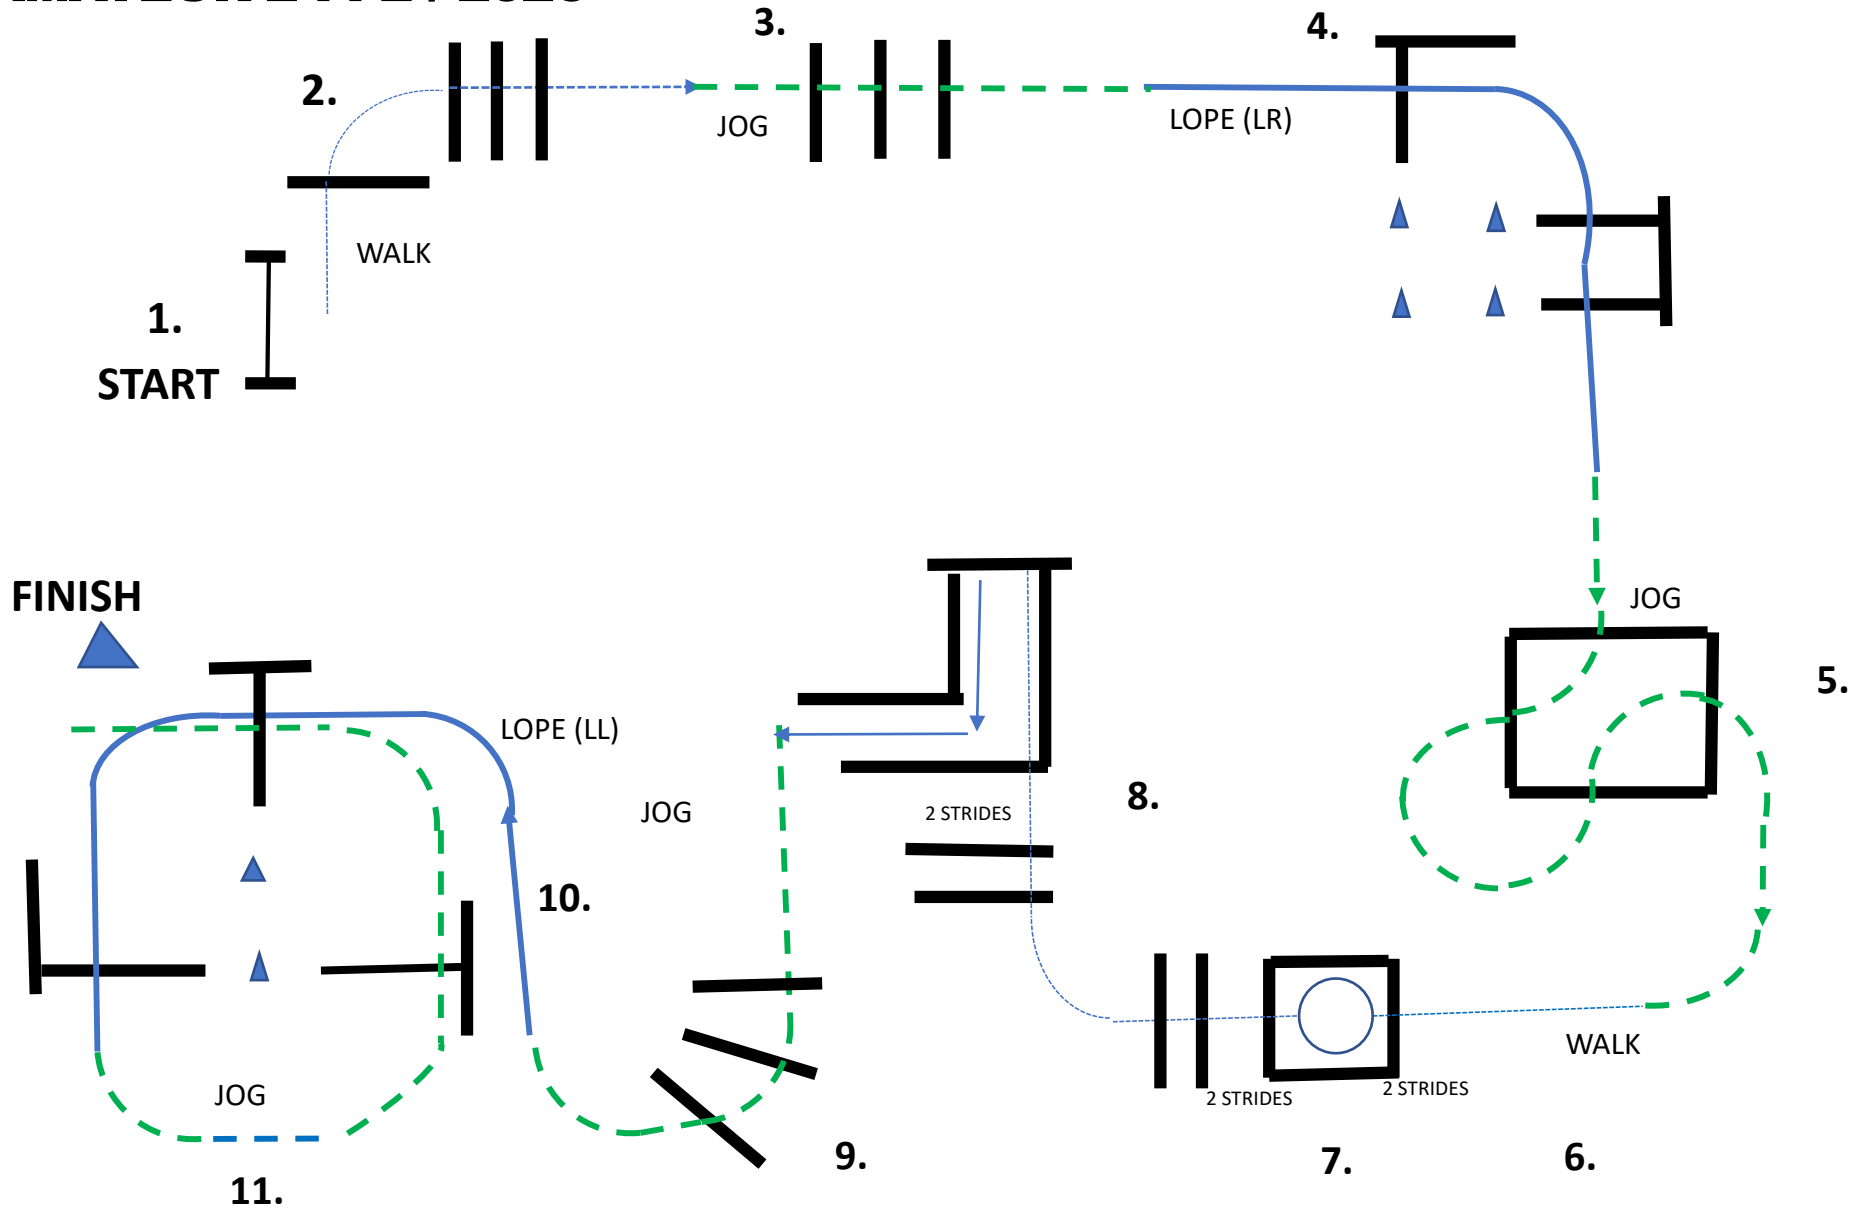 3.
4.
2.
JOG
LOPE (LR)
WALK
1.
START
FINISH
JOG
5.
LOPE (LL)
JOG
2 STRIDES
8.
10.
WALK
JOG
2 STRIDES
2 STRIDES
9.
7.
6.
11.